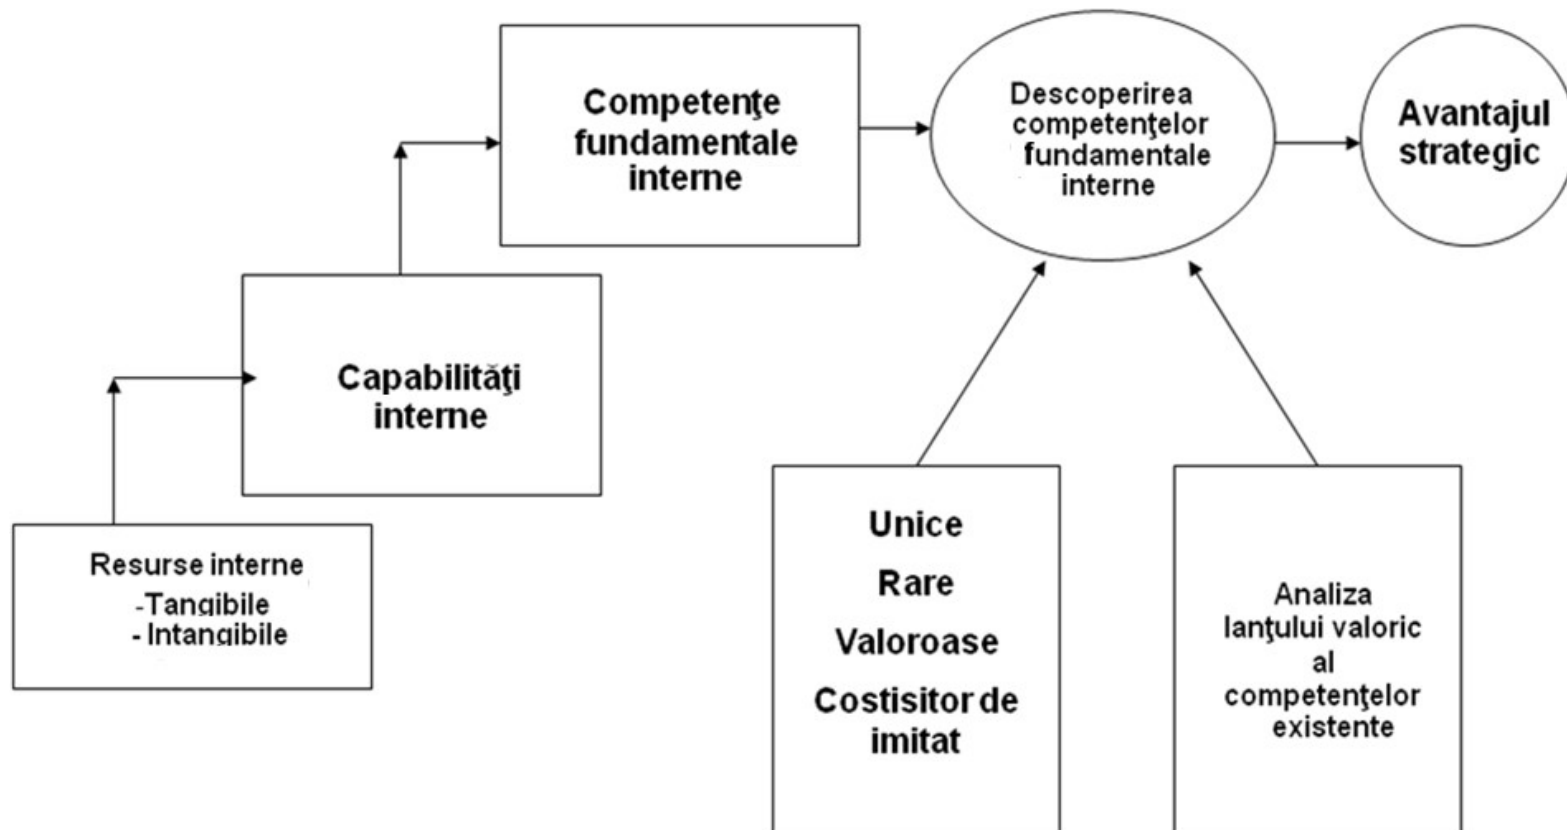 Competenţe
fundamentale
interne
Descoperirea
competenţelor
fundamentale
interne
Avantajul
strategic
Capabilităţi
interne
Resurse interne
-Tangibile
- Intangibile
Unice
Rare
Valoroase
Costisitor de
imitat
Analiza
lanţului valoric
al
competenţelor
existente